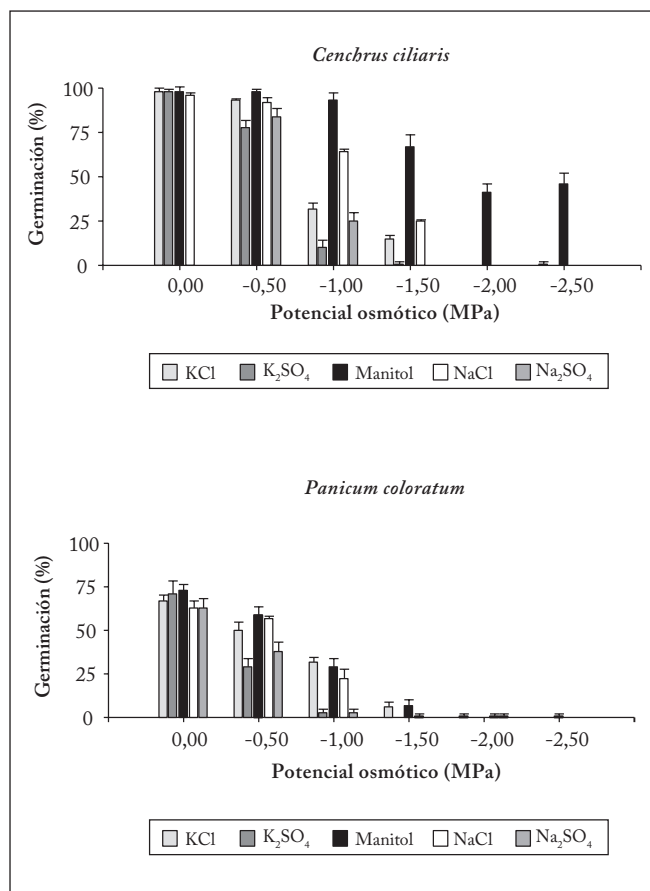 Cenchrus ciliaris
100
75
50
25
0
Germinación (%)
0,00 -0,50 -1,00 -1,50 -2,00 -2,50
Potencial osmótico (MPa)
KCl K₂SO₄ Manitol NaCl Na₂SO₄
Panicum coloratum
100
75
50
25
0
Germinación (%)
0,00 -0,50 -1,00 -1,50 -2,00 -2,50
Potencial osmótico (MPa)
KCl K₂SO₄ Manitol NaCl Na₂SO₄